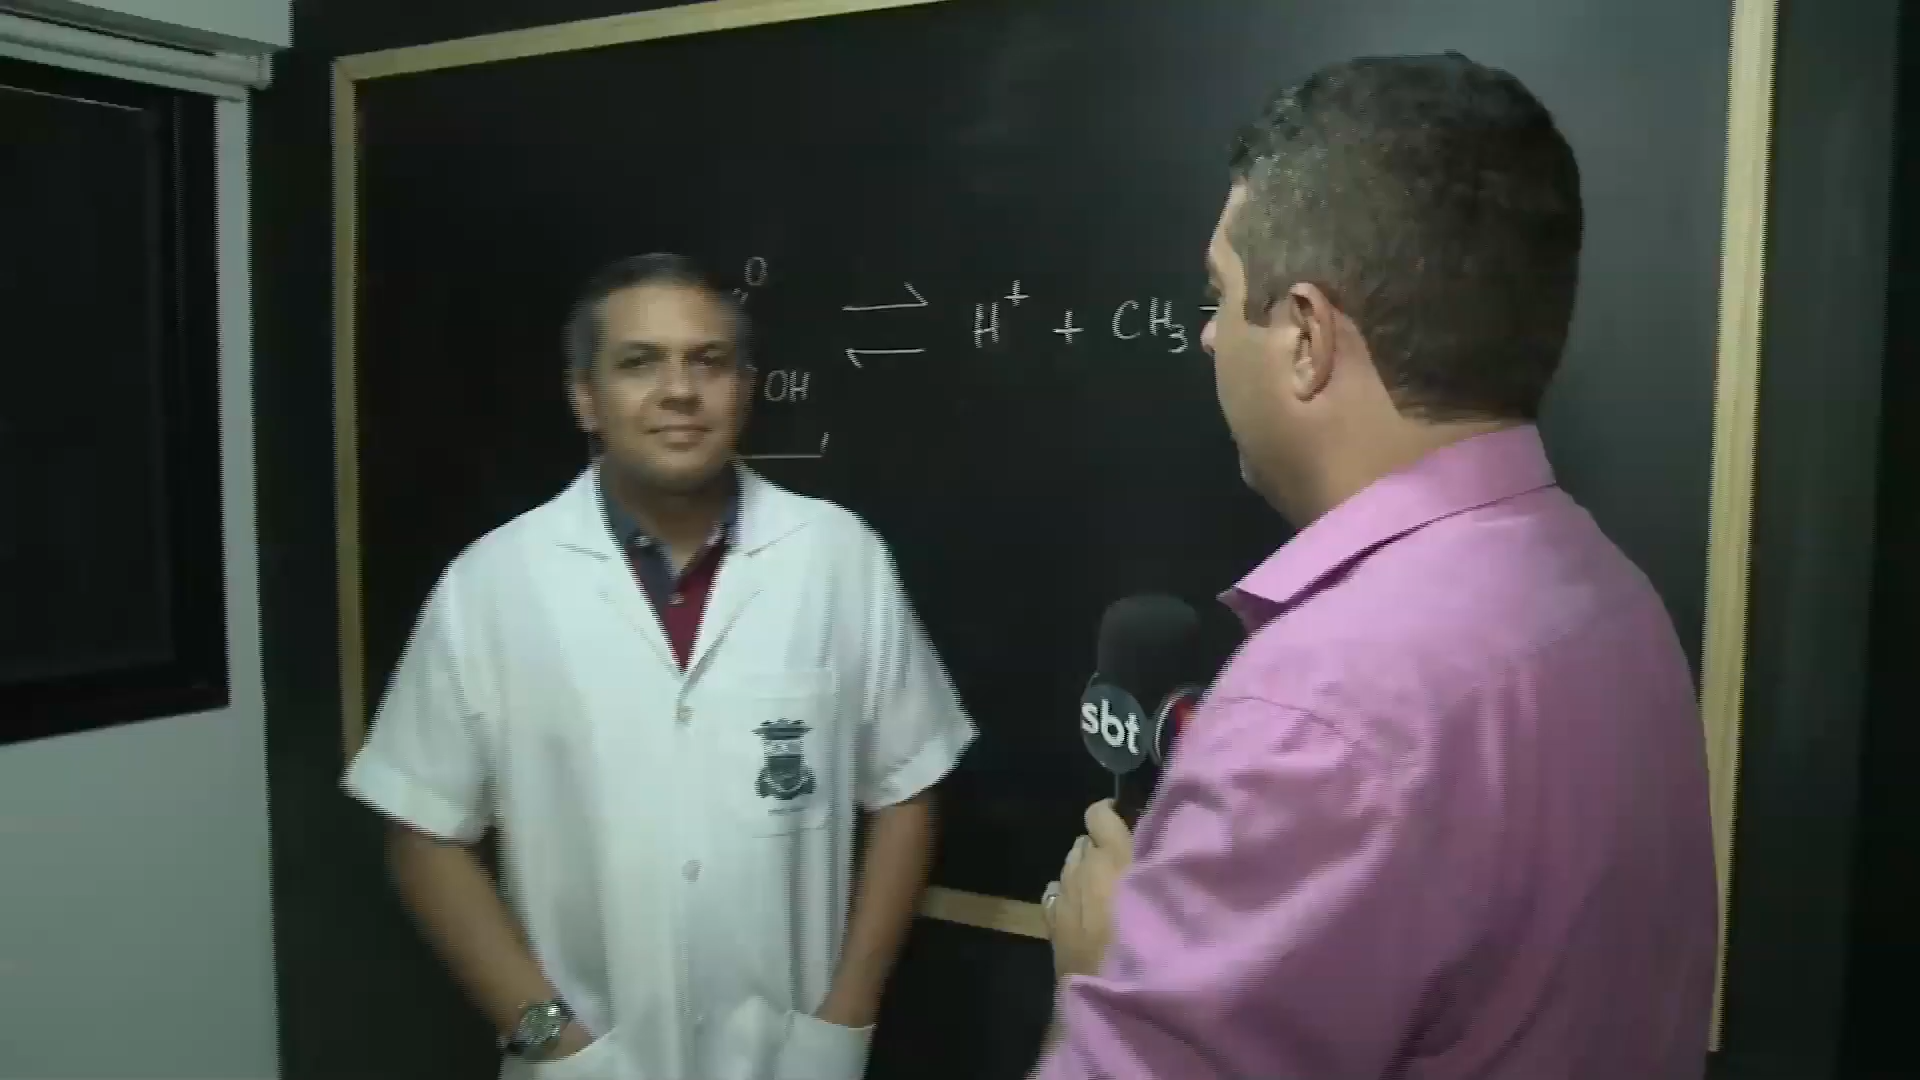 O
⇌ H⁺ + CH₃ -
OH
sbt